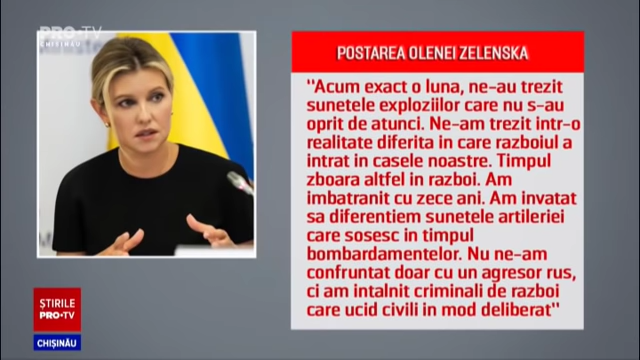 PRO•TV
CHIȘINĂU
POSTAREA OLENEI ZELENSKA
"Acum exact o luna, ne-au trezit
sunetele exploziilor care nu s-au
oprit de atunci. Ne-am trezit intr-o
realitate diferita in care razboiul a
intrat in casele noastre. Timpul
zboara altfel in razboi. Am
imbatranit cu zece ani. Am invatat
sa diferentiem sunetele artileriei
care sosesc in timpul
bombardamentelor. Nu ne-am
confruntat doar cu un agresor rus,
ci am intalnit criminali de razboi
care ucid civili in mod deliberat"
ȘTIRILE
PRO•TV
CHIȘINĂU